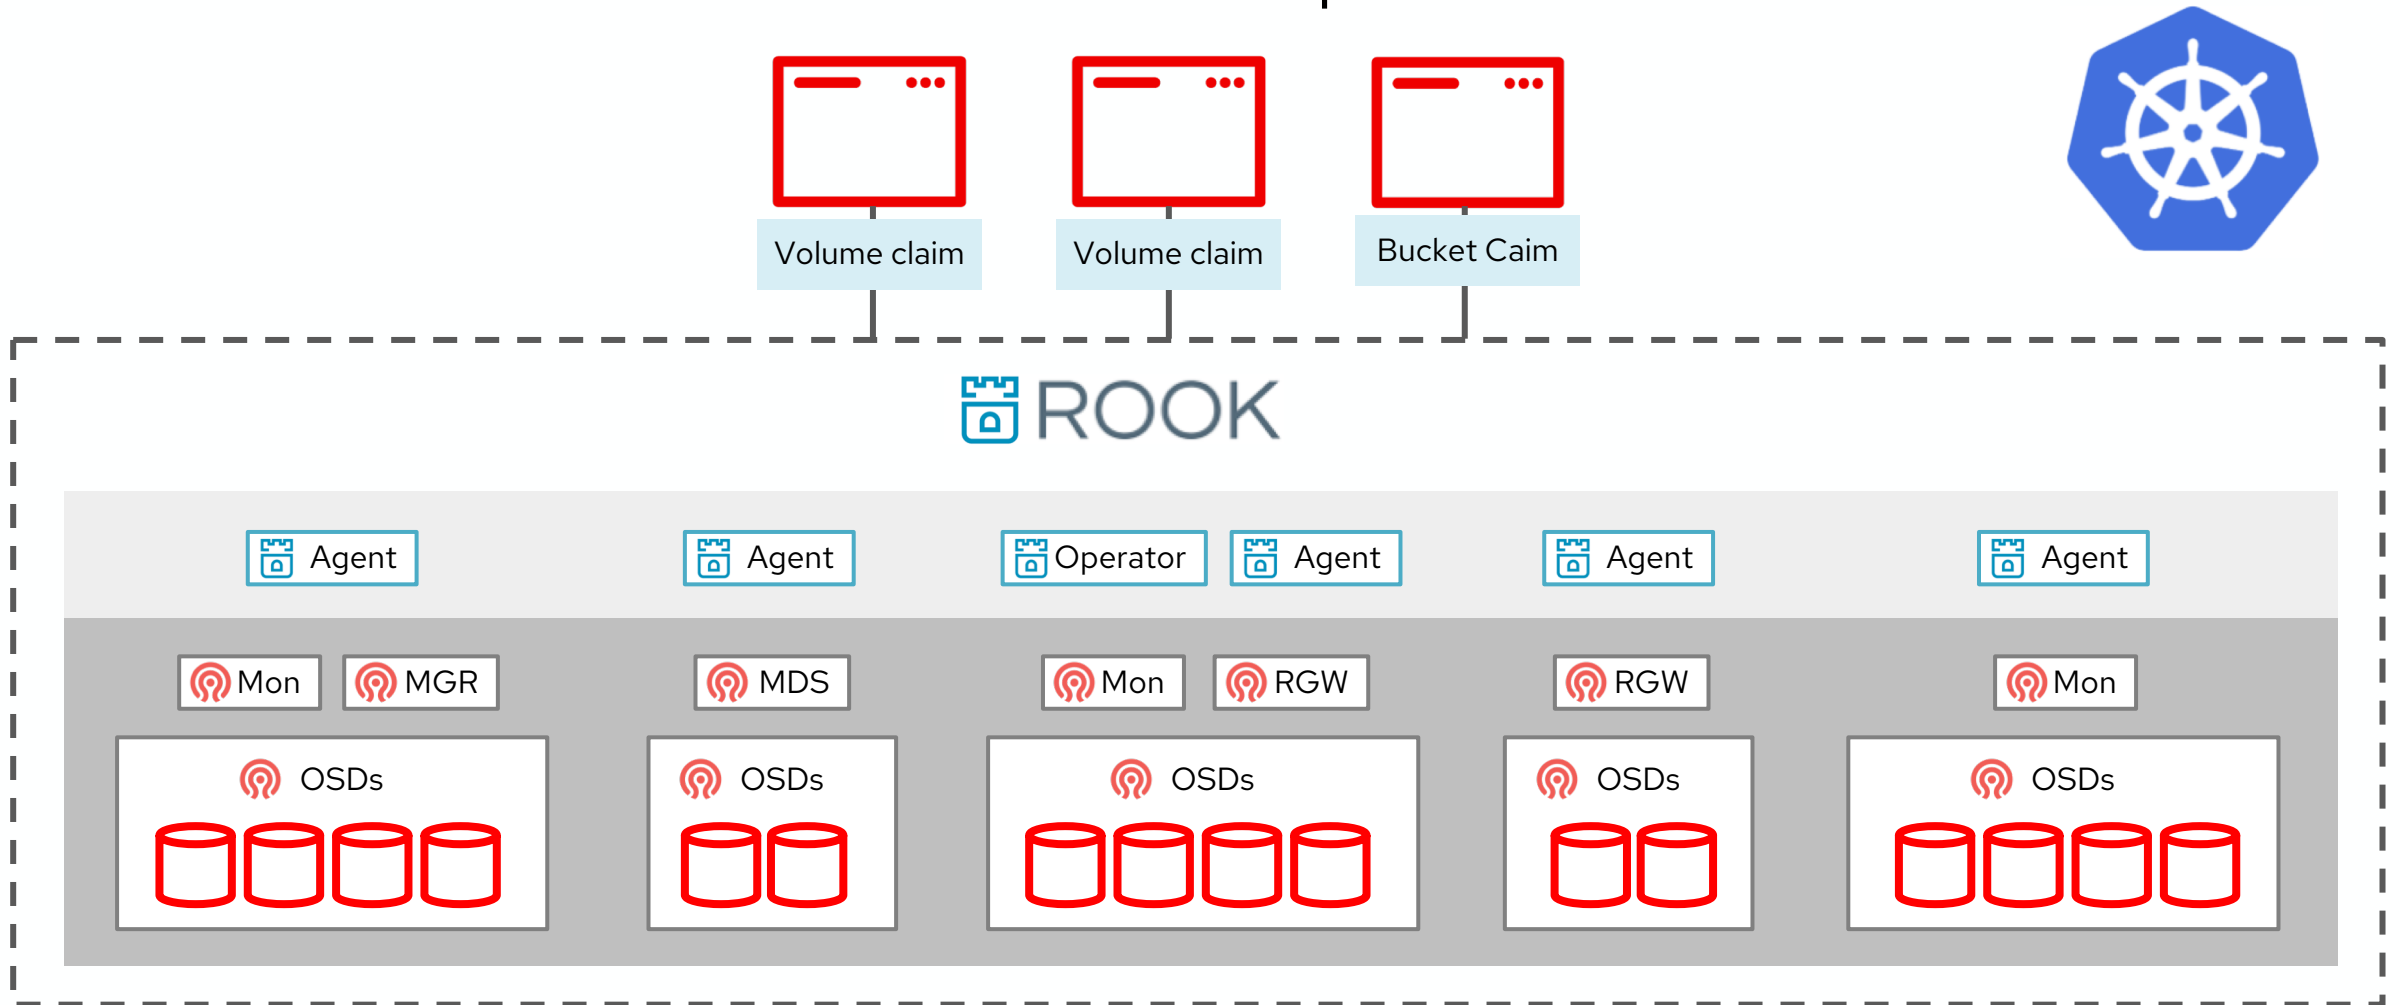 Volume claim
Volume claim
Bucket Caim
ROOK
Agent
Agent
Operator
Agent
Agent
Agent
Mon
MGR
MDS
Mon
RGW
RGW
Mon
OSDs
OSDs
OSDs
OSDs
OSDs